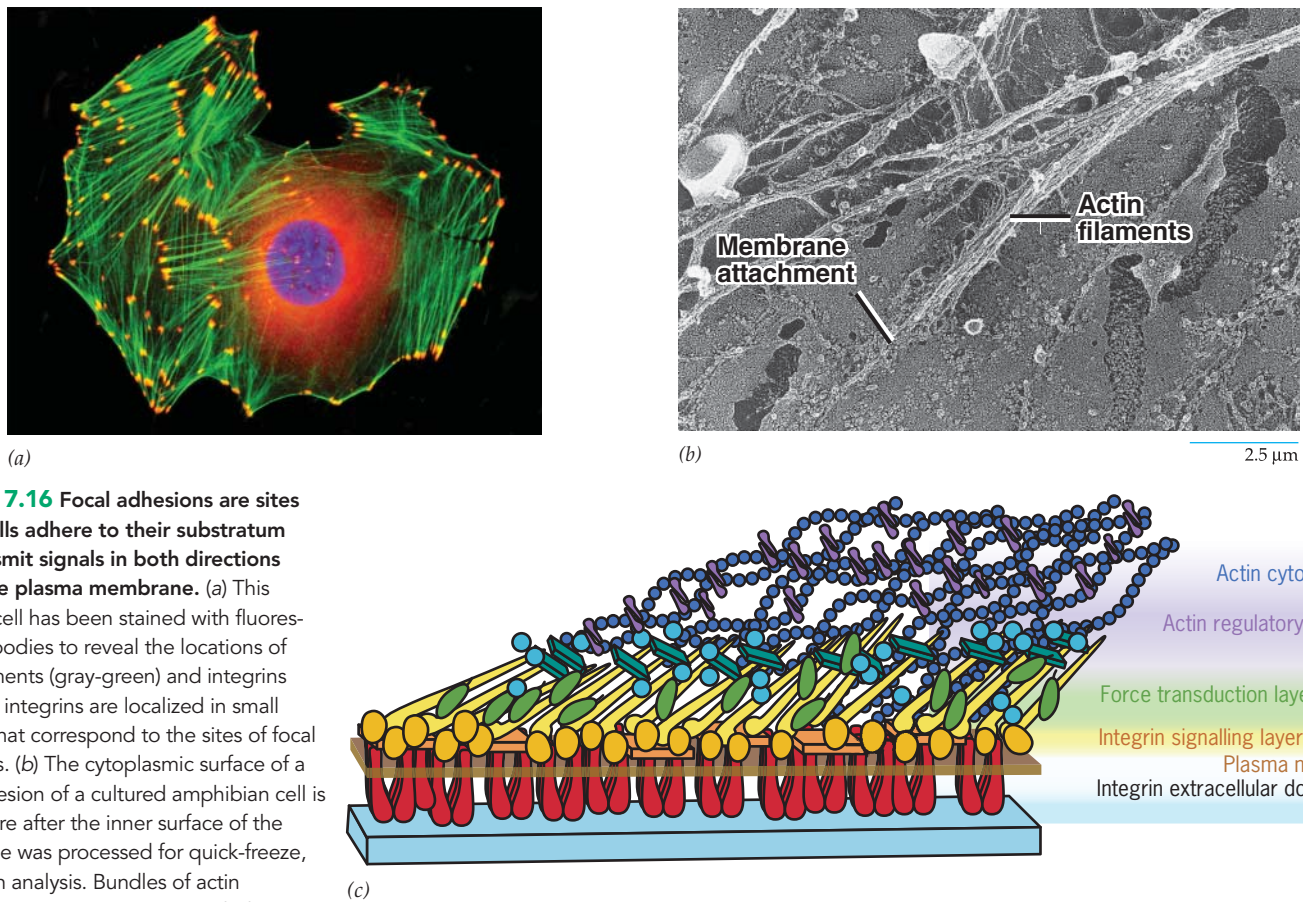 Membrane
attachment
Actin
filaments
(a)
(b)
2.5 µm
7.16 Focal adhesions are sites
lls adhere to their substratum
smit signals in both directions
e plasma membrane. (a) This
cell has been stained with fluores-
bodies to reveal the locations of
nents (gray-green) and integrins
integrins are localized in small
hat correspond to the sites of focal
s. (b) The cytoplasmic surface of a
esion of a cultured amphibian cell is
re after the inner surface of the
e was processed for quick-freeze,
n analysis. Bundles of actin
Actin cyto
Actin regulatory
Force transduction laye
Integrin signalling layer
Plasma m
Integrin extracellular do
(c)